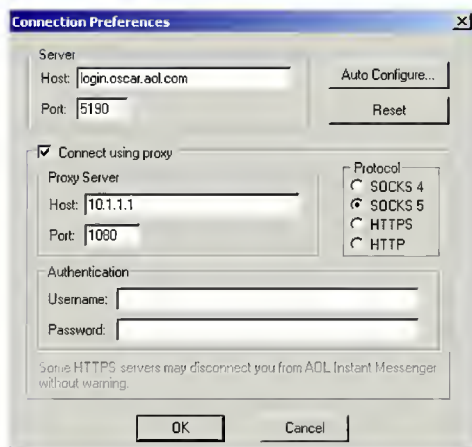 Connection Preferences
Server
Host: login.oscar.aol.com
Port: 5190
Auto Configure...
Reset
Connect using proxy
Proxy Server
Host: 10.1.1.1
Port: 1080
Protocol
SOCKS 4
SOCKS 5
HTTPS
HTTP
Authentication
Username:
Password:
Some HTTPS servers may disconnect you from AOL Instant Messenger
without warning.
OK
Cancel